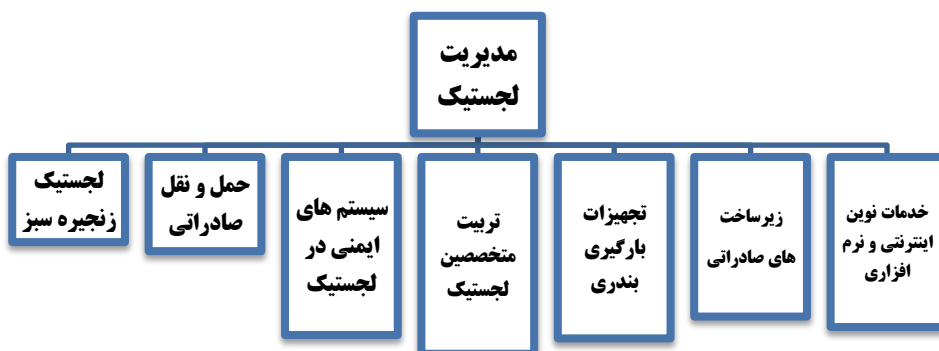 مدیریت
لجستیک
خدمات نوین
اینترنتی و نرم
افزاری
زیرساخت
های صادراتی
تجهیزات
بارگیری
بندری
تربیت
متخصصین
لجستیک
سیستم های
ایمنی در
لجستیک
حمل و نقل
صادراتی
لجستیک
زنجیره سبز